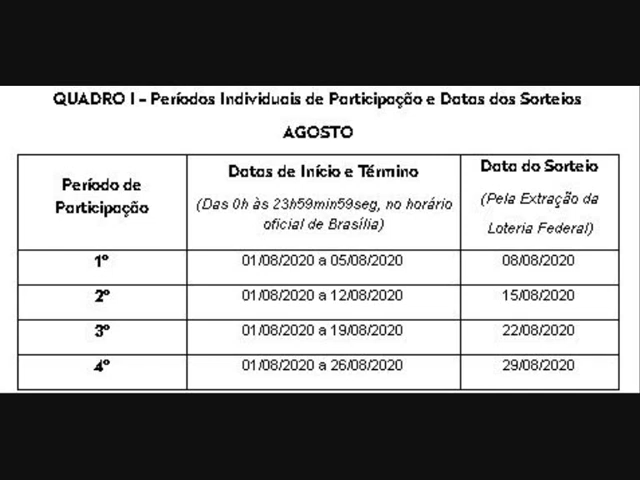 QUADRO I – Períodos Individuais de Participação e Datas dos Sorteios
AGOSTO
Período de Participação
Datas de Início e Término
(Das 0h às 23h59min59seg, no horário oficial de Brasília)
Data do Sorteio
(Pela Extração da Loteria Federal)
1º 01/08/2020 a 05/08/2020 08/08/2020
2º 01/08/2020 a 12/08/2020 15/08/2020
3º 01/08/2020 a 19/08/2020 22/08/2020
4º 01/08/2020 a 26/08/2020 29/08/2020